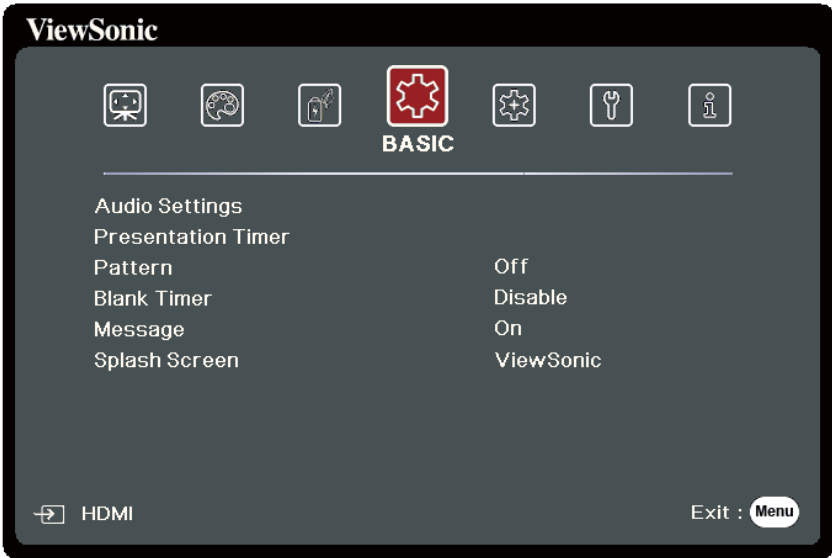 ViewSonic
BASIC
Audio Settings
Presentation Timer
Pattern Off
Blank Timer Disable
Message On
Splash Screen ViewSonic
HDMI Exit : Menu